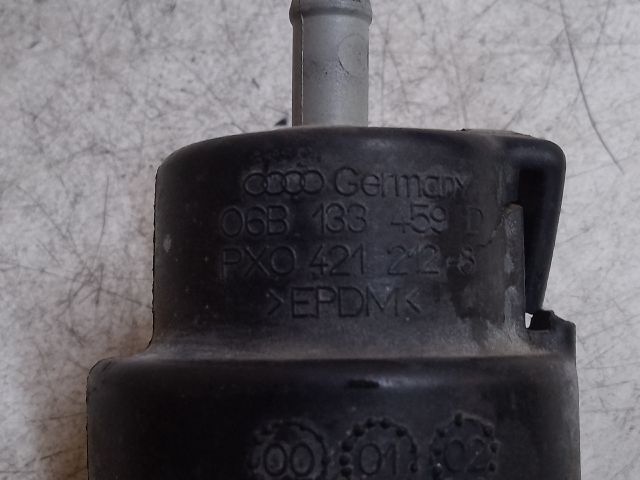 Germany
06B 133 459 D
PX0 421 212-8
>EPDM<
00 01 02